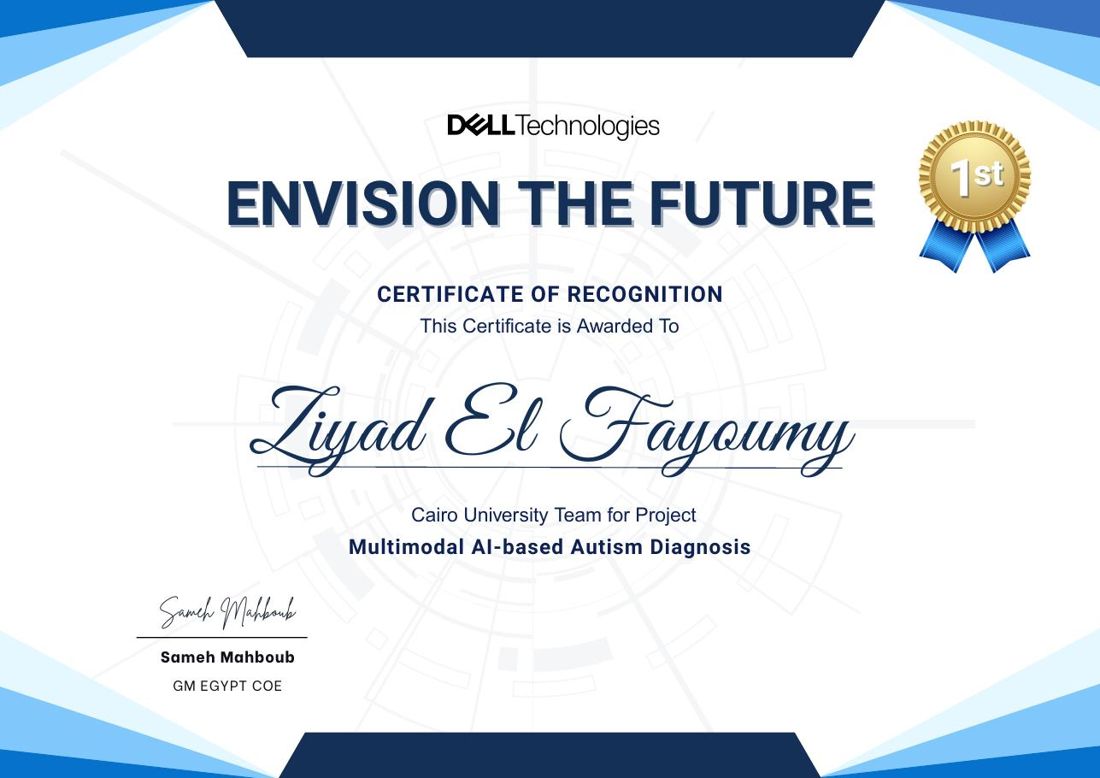 DELL Technologies
ENVISION THE FUTURE
1st
CERTIFICATE OF RECOGNITION
This Certificate is Awarded To
Ziyad El Fayoumy
Cairo University Team for Project
Multimodal AI-based Autism Diagnosis
Sameh Mahboub
Sameh Mahboub
GM EGYPT COE